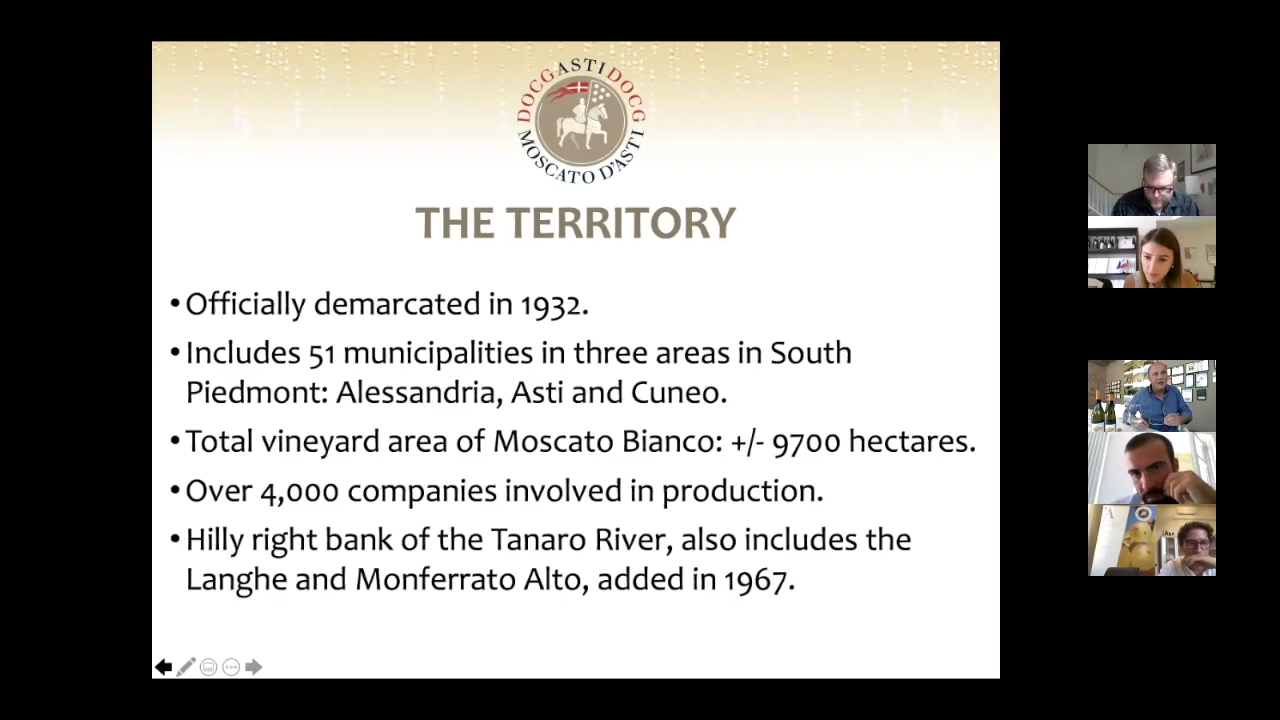 DOCG ASTI DOCG
MOSCATO D'ASTI
THE TERRITORY
•Officially demarcated in 1932.
•Includes 51 municipalities in three areas in South
Piedmont: Alessandria, Asti and Cuneo.
•Total vineyard area of Moscato Bianco: +/- 9700 hectares.
•Over 4,000 companies involved in production.
•Hilly right bank of the Tanaro River, also includes the
Langhe and Monferrato Alto, added in 1967.